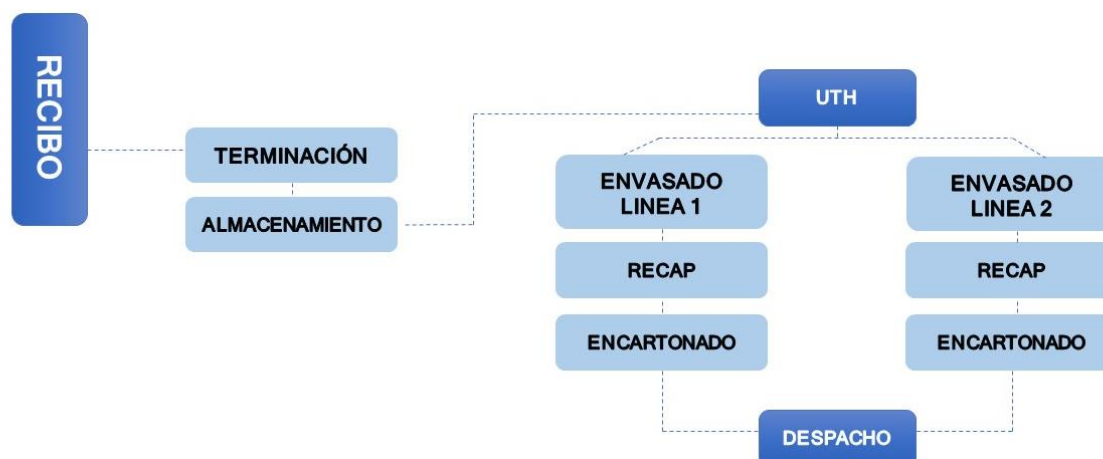 RECIBO
TERMINACIÓN
ALMACENAMIENTO
UTH
ENVASADO
LINEA 1
RECAP
ENCARTONADO
ENVASADO
LINEA 2
RECAP
ENCARTONADO
DESPACHO